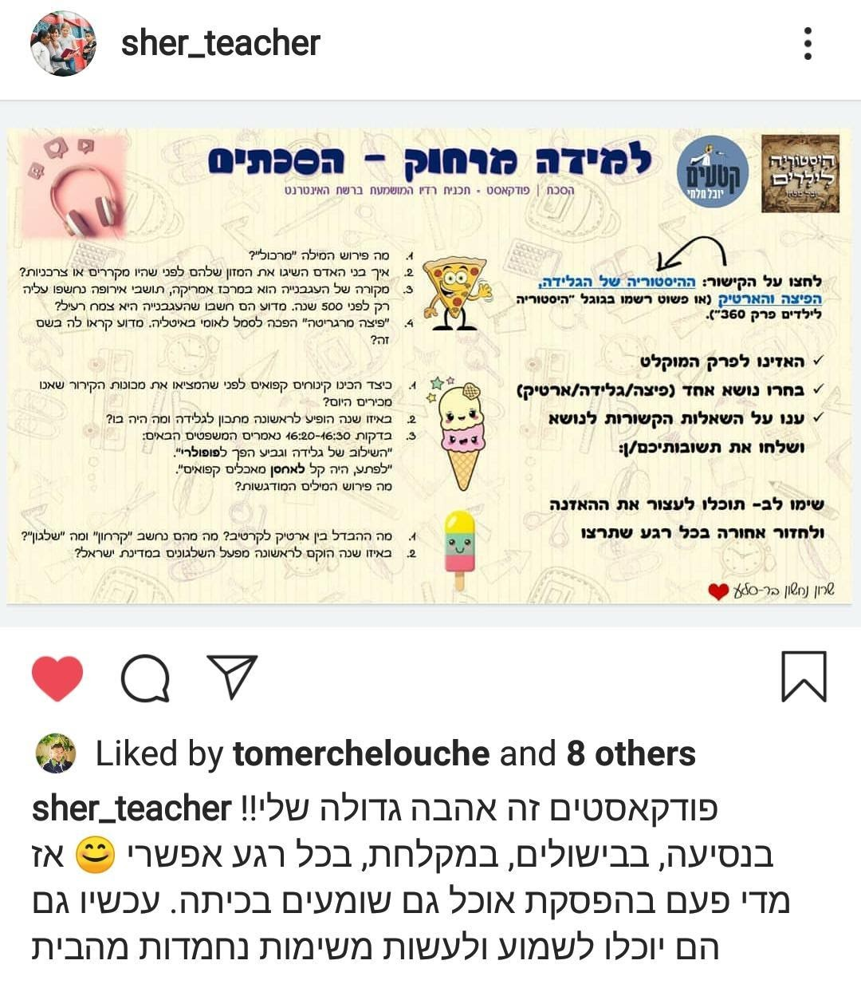 sher_teacher
היסטוריה
לילדים
קטעים
יובל מלחי
למידה מרחוק - הסכתים
הסכת | פודקאסט - תכנית רדיו המושמעת ברשת האינטרנט
לחצו על הקישור: ההיסטוריה של הגלידה,
הפיצה והארטיק (או פשוט רשמו בגוגל "היסטוריה
לילדים פרק 360").
✓ האזינו לפרק המוקלט
✓ בחרו נושא אחד (פיצה/גלידה/ארטיק)
✓ ענו על השאלות הקשורות לנושא
ושלחו את תשובותיכם/ן:
שימו לב- תוכלו לעצור את ההאזנה
ולחזור אחורה בכל רגע שתרצו
שרון נחשון בר-סלע
1. מה פירוש המילה "מרכול"?
2. איך בני האדם השיגו את המזון שלהם לפני שהיו מקררים או צרכניות?
3. מקורה של העגבנייה הוא במרכז אמריקה, תושבי אירופה נחשפו עליה
רק לפני 500 שנה. מדוע הם חשבו שהעגבנייה היא צמח רעיל?
4. "פיצה מרגריטה" הפכה לסמל לאומי באיטליה. מדוע קראו לה בשם
זה?
1. כיצד הכינו קינוחים קפואים לפני שהמציאו את מכונות הקירור שאנו
מכירים היום?
2. באיזו שנה הופיע לראשונה מתכון לגלידה ומה היה בו?
3. בדקות 16:20-16:30 נאמרים המשפטים הבאים:
"השילוב של גלידה וגביע הפך לפופולרי".
"לפתע, היה קל לאחסן מאכלים קפואים".
מה פירוש המילים המודגשות?
1. מה ההבדל בין ארטיק לקרטיב? מה מהם נחשב "קרחון" ומה "שלגון"?
2. באיזו שנה הוקם לראשונה מפעל השלגונים במדינת ישראל?
Liked by tomerchelouche and 8 others
sher_teacher פודקאסטים זה אהבה גדולה שלי!!
בנסיעה, בבישולים, במקלחת, בכל רגע אפשרי 😊 אז
מדי פעם בהפסקת אוכל גם שומעים בכיתה. עכשיו גם
הם יוכלו לשמוע ולעשות משימות נחמדות מהבית